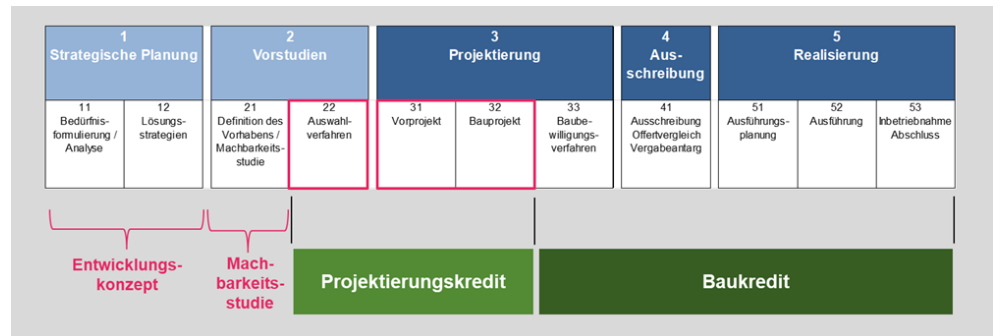 1
Strategische Planung
2
Vorstudien
3
Projektierung
4
Aus-
schreibung
5
Realisierung
11
Bedürfnis-
formulierung /
Analyse
12
Lösungs-
strategien
21
Definition des
Vorhabens /
Machbarkeits-
studie
22
Auswahl-
verfahren
31
Vorprojekt
32
Bauprojekt
33
Baube-
willigungs-
verfahren
41
Ausschreibung
Offertvergleich
Vergabeantarg
51
Ausführungs-
planung
52
Ausführung
53
Inbetriebnahme
Abschluss
Entwicklungs-
konzept
Mach-
barkeits-
studie
Projektierungskredit
Baukredit